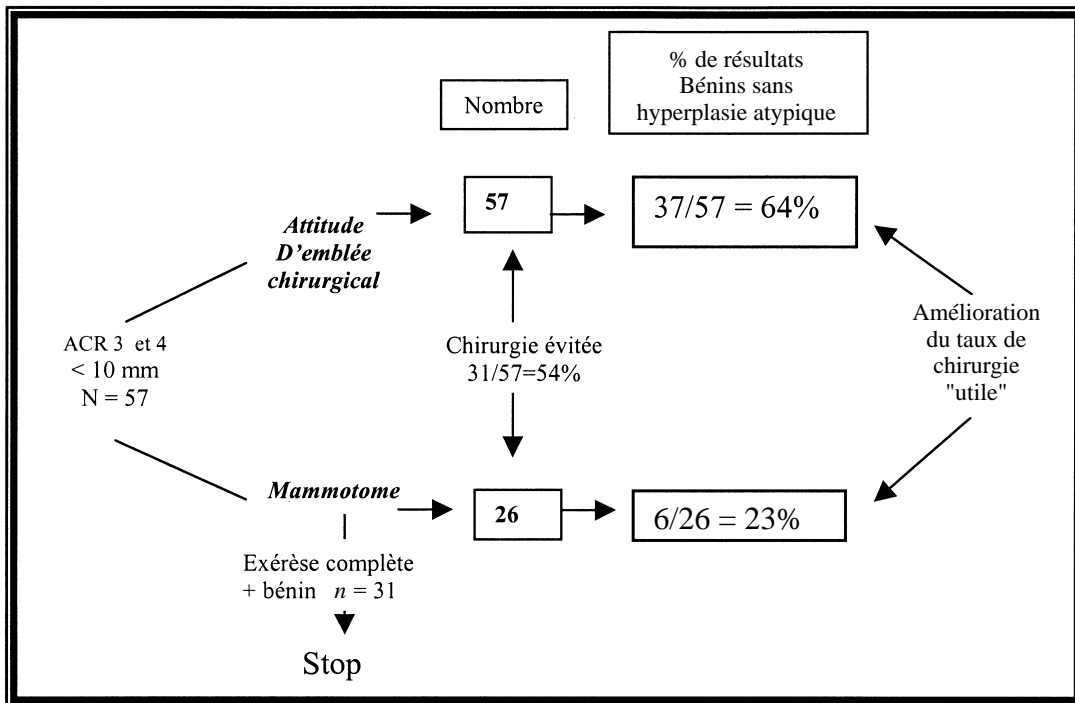 Nombre
% de résultats
Bénins sans
hyperplasie atypique
57
37/57 = 64%
Attitude
D'emblée
chirurgical
ACR 3 et 4
< 10 mm
N = 57
Chirurgie évitée
31/57=54%
Amélioration
du taux de
chirurgie
"utile"
Mammotome
26
6/26 = 23%
Exérèse complète
+ bénin n = 31
Stop